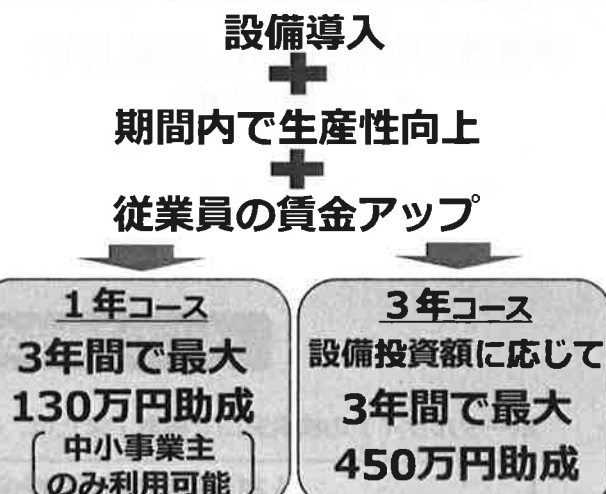 設備導入
+
期間内で生産性向上
+
従業員の賃金アップ
1年コース
3年間で最大
130万円助成
中小事業主
のみ利用可能
3年コース
設備投資額に応じて
3年間で最大
450万円助成